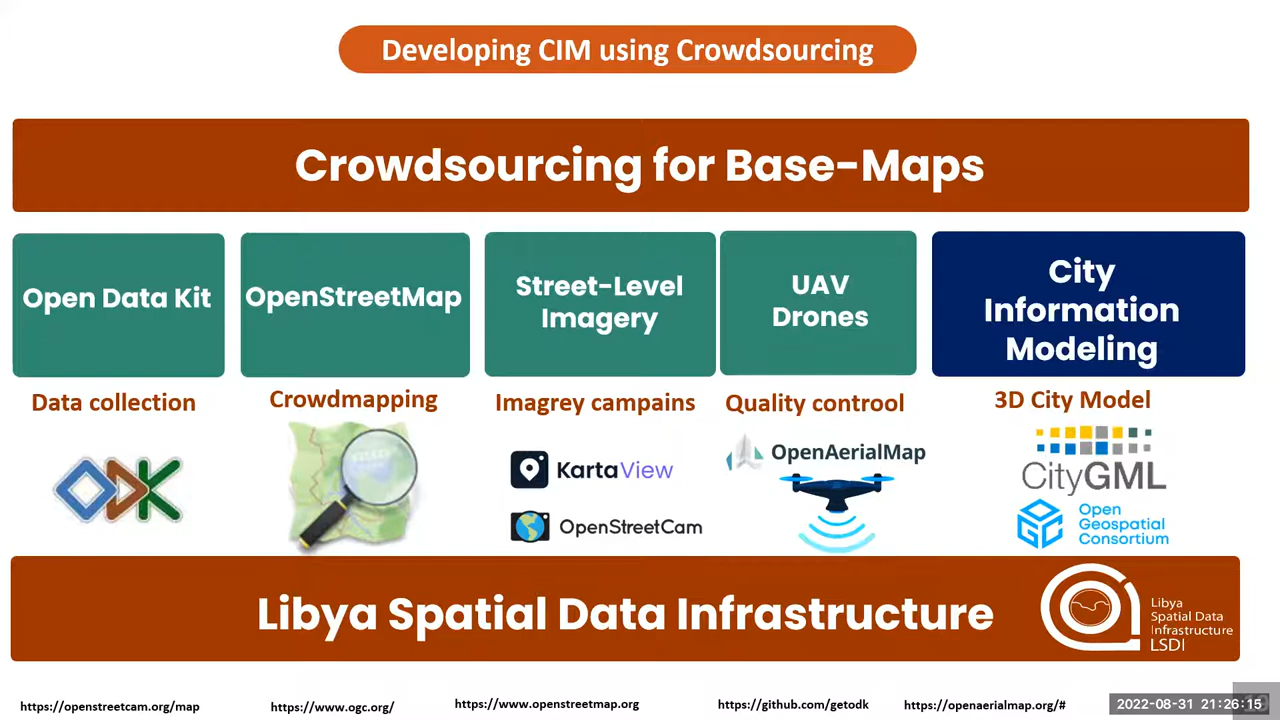 Developing CIM using Crowdsourcing
Crowdsourcing for Base-Maps
Open Data Kit
Data collection
ODK
OpenStreetMap
Crowdmapping
Street-Level
Imagery
Imagrey campains
KartaView
OpenStreetCam
UAV
Drones
Quality controol
OpenAerialMap
City
Information
Modeling
3D City Model
CityGML
Open
Geospatial
Consortium
Libya Spatial Data Infrastructure
Libya
Spatial Data
Infrastructure
LSDI
https://openstreetcam.org/map
https://www.ogc.org/
https://www.openstreetmap.org
https://github.com/getodk
https://openaerialmap.org/#
2022-08-31 21:26:15